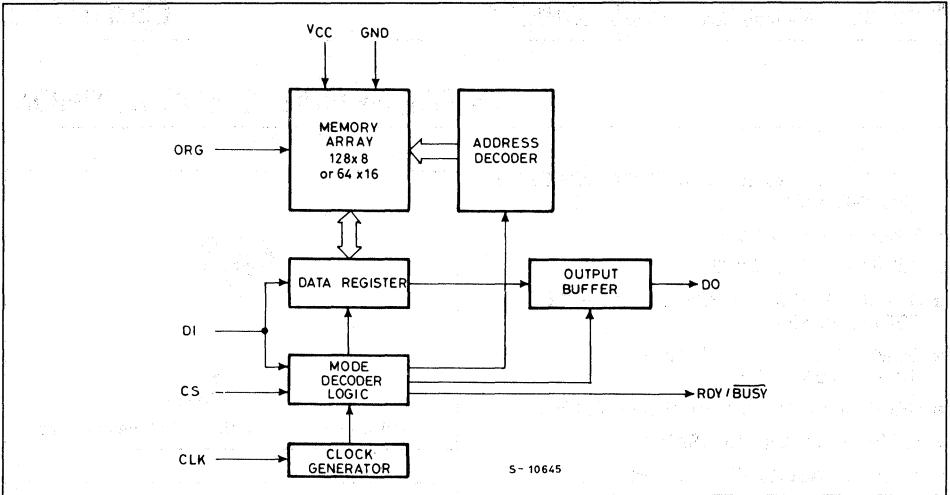 VCC GND
MEMORY
ARRAY
128x8
or 64x16
ADDRESS
DECODER
ORG
DATA REGISTER
OUTPUT
BUFFER
DO
DI
MODE
DECODER
LOGIC
CS
RDY/BUSY
CLK
CLOCK
GENERATOR
S-10645